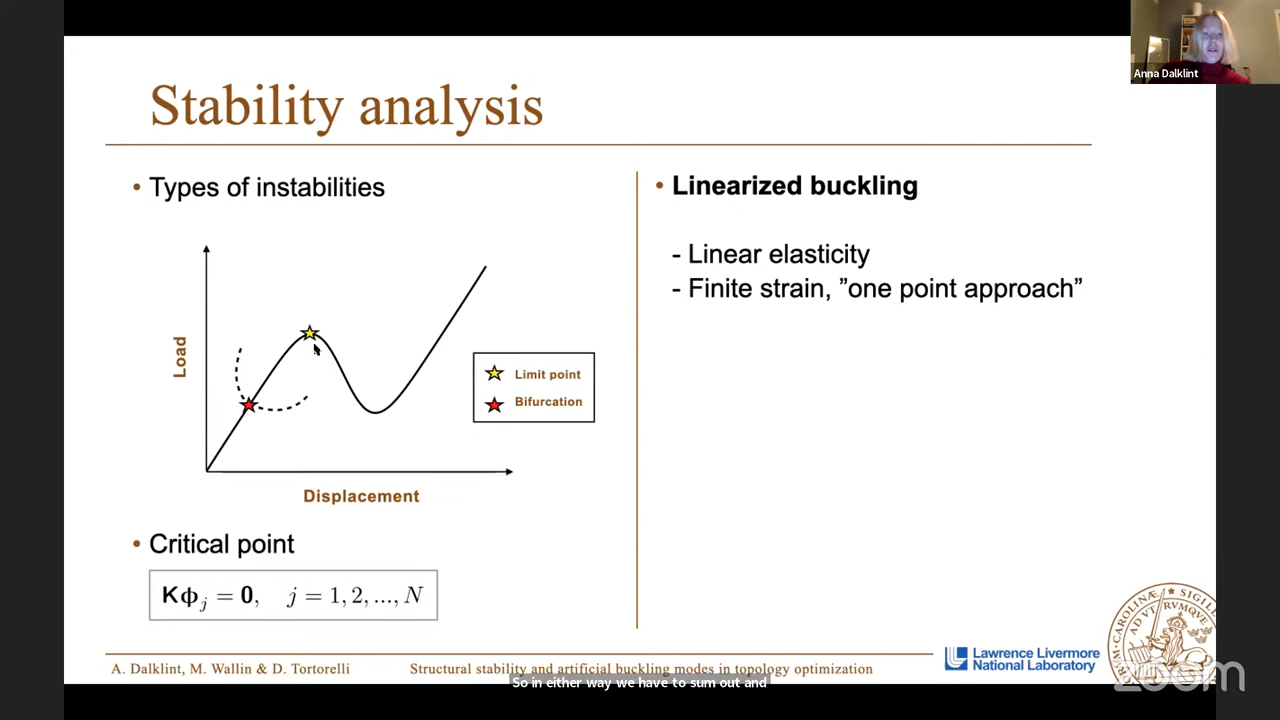 Anna Dalklint
Stability analysis
• Types of instabilities
Load
Displacement
Limit point
Bifurcation
• Critical point
Kϕ_j = 0, j = 1, 2, ..., N
• Linearized buckling
- Linear elasticity
- Finite strain, ”one point approach”
A. Dalklint, M. Wallin & D. Tortorelli
Structural stability and artificial buckling modes in topology optimization
Lawrence Livermore
National Laboratory
zoom
So in either way we have to sum out and